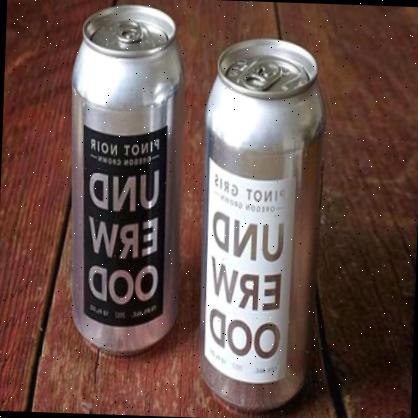 PINOT NOIR
OREGON GROWN
UND
ERW
OOD
PINOT GRIS
OREGON GROWN
UND
ERW
OOD